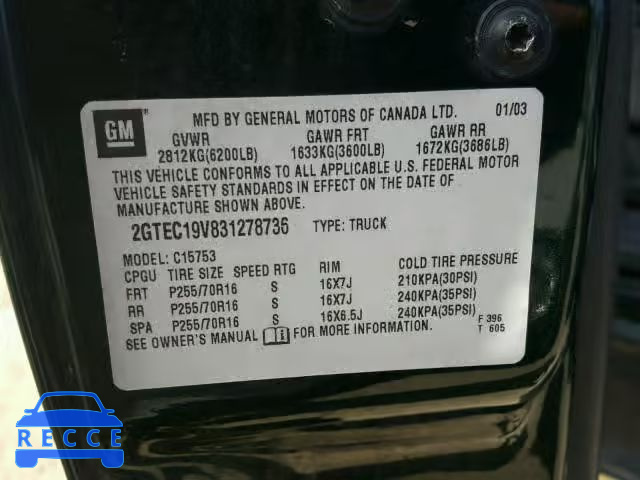 GM
MFD BY GENERAL MOTORS OF CANADA LTD. 01/03
GVWR GAWR FRT GAWR RR
2812KG(6200LB) 1633KG(3600LB) 1672KG(3686LB)
THIS VEHICLE CONFORMS TO ALL APPLICABLE U.S. FEDERAL MOTOR
VEHICLE SAFETY STANDARDS IN EFFECT ON THE DATE OF
MANUFACTURE SHOWN ABOVE.
2GTEC19V831278736 TYPE: TRUCK
MODEL: C15753
CPGU TIRE SIZE SPEED RTG RIM COLD TIRE PRESSURE
FRT P255/70R16 S 16X7J 210KPA(30PSI)
RR P255/70R16 S 16X7J 240KPA(35PSI)
SPA P255/70R16 S 16X6.5J 240KPA(35PSI)
SEE OWNER'S MANUAL FOR MORE INFORMATION.
F 396
T 605
RECCE